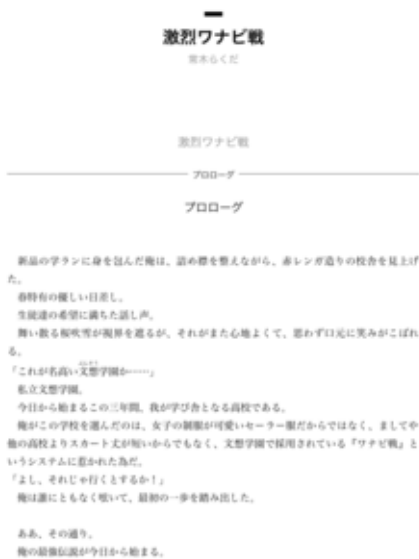 激烈ワナビ戦
常木らくだ
激烈ワナビ戦
プロローグ
プロローグ
新品の学ランに身を包んだ俺は、詰め襟を整えながら、赤レンガ造りの校舎を見上げ
た。
春特有の優しい日差し。
生徒達の希望に満ちた話し声。
舞い散る桜吹雪が視界を遮るが、それがまた心地よくて、思わず口元に笑みがこぼれ
る。
「これが名高い文想学園か……」
私立文想学園。
今日から始まるこの三年間、我が学び舎となる高校である。
俺がこの学校を選んだのは、女子の制服が可愛いセーラー服だからではなく、ましてや
他の高校よりスカート丈が短いからでもなく、文想学園で採用されている『ワナビ戦』と
いうシステムに惹かれた為だ。
「よし、それじゃ行くとするか！」
俺は誰にともなく呟いて、最初の一歩を踏み出した。
ああ、その通り。
俺の最強伝説が今日から始まる。